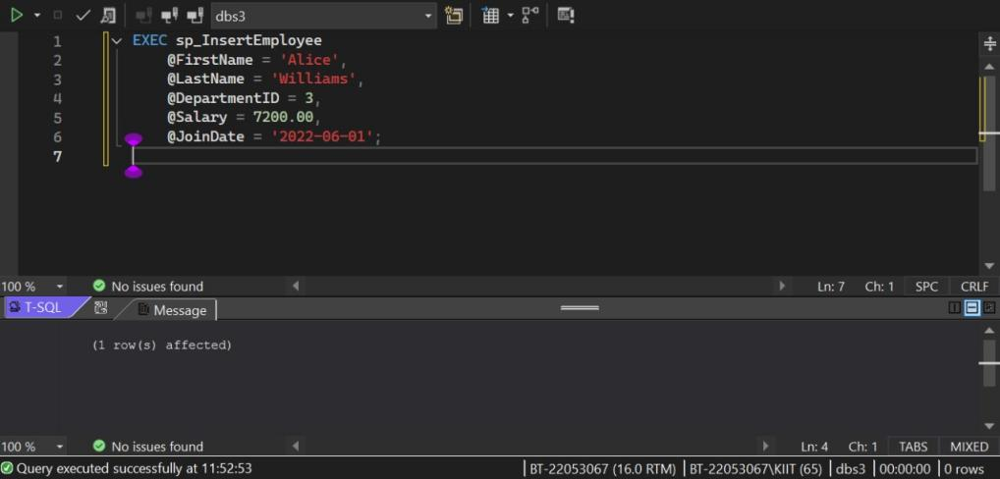 dbs3
1 EXEC sp_InsertEmployee
2 @FirstName = 'Alice',
3 @LastName = 'Williams',
4 @DepartmentID = 3,
5 @Salary = 7200.00,
6 @JoinDate = '2022-06-01';
7
100 % No issues found Ln: 7 Ch: 1 SPC CRLF
T-SQL Message
(1 row(s) affected)
100 % No issues found Ln: 4 Ch: 1 TABS MIXED
Query executed successfully at 11:52:53 BT-22053067 (16.0 RTM) BT-22053067\KIIT (65) dbs3 00:00:00 0 rows